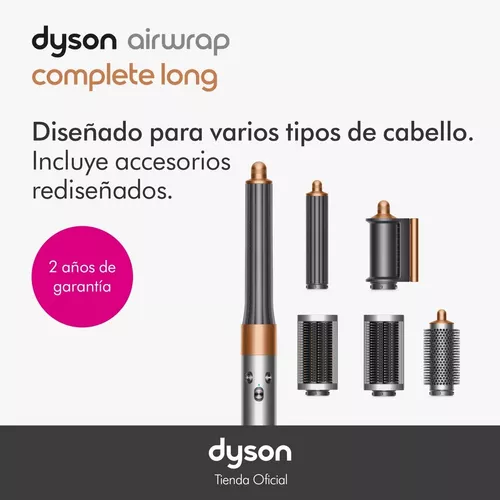 dyson airwrap
complete long
Diseñado para varios tipos de cabello.
Incluye accesorios
rediseñados.
2 años de
garantía
dyson
Tienda Oficial